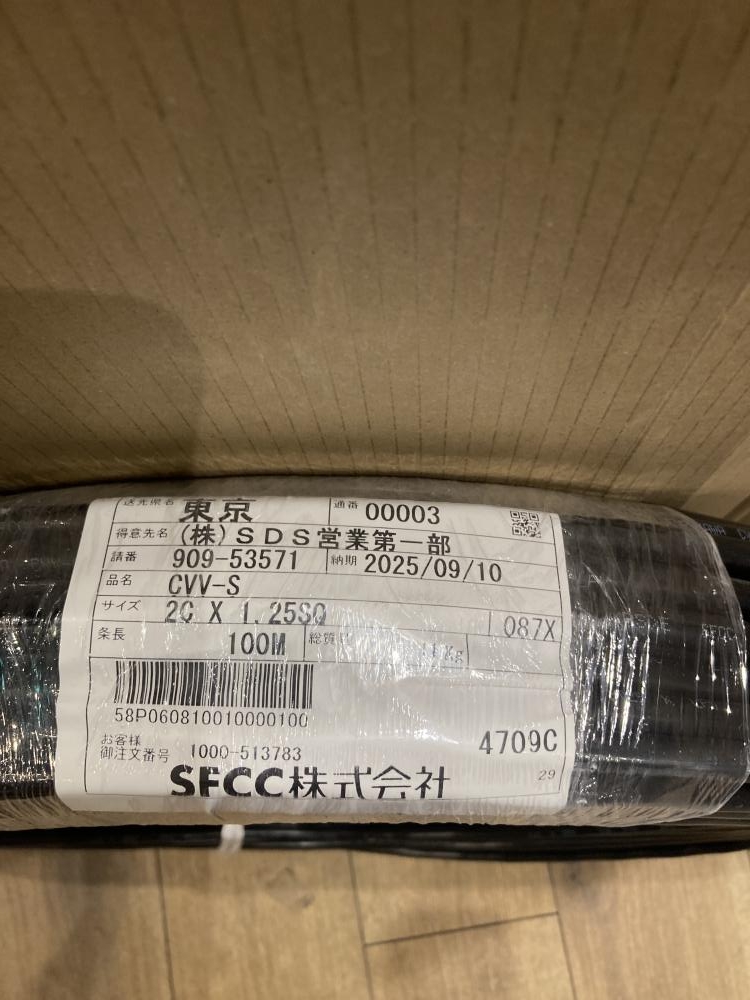 送先県名 東京 通番 00003
得意先名 (株)SDS営業第一部
請番 909-53571 納期 2025/09/10
品名 CVV-S
サイズ 2C X 1.25SQ 087X
条長 100M 総質 Kg
58P060810010000100
お客様
御注文番号 1000-513783 4709C
SFCC株式会社 29